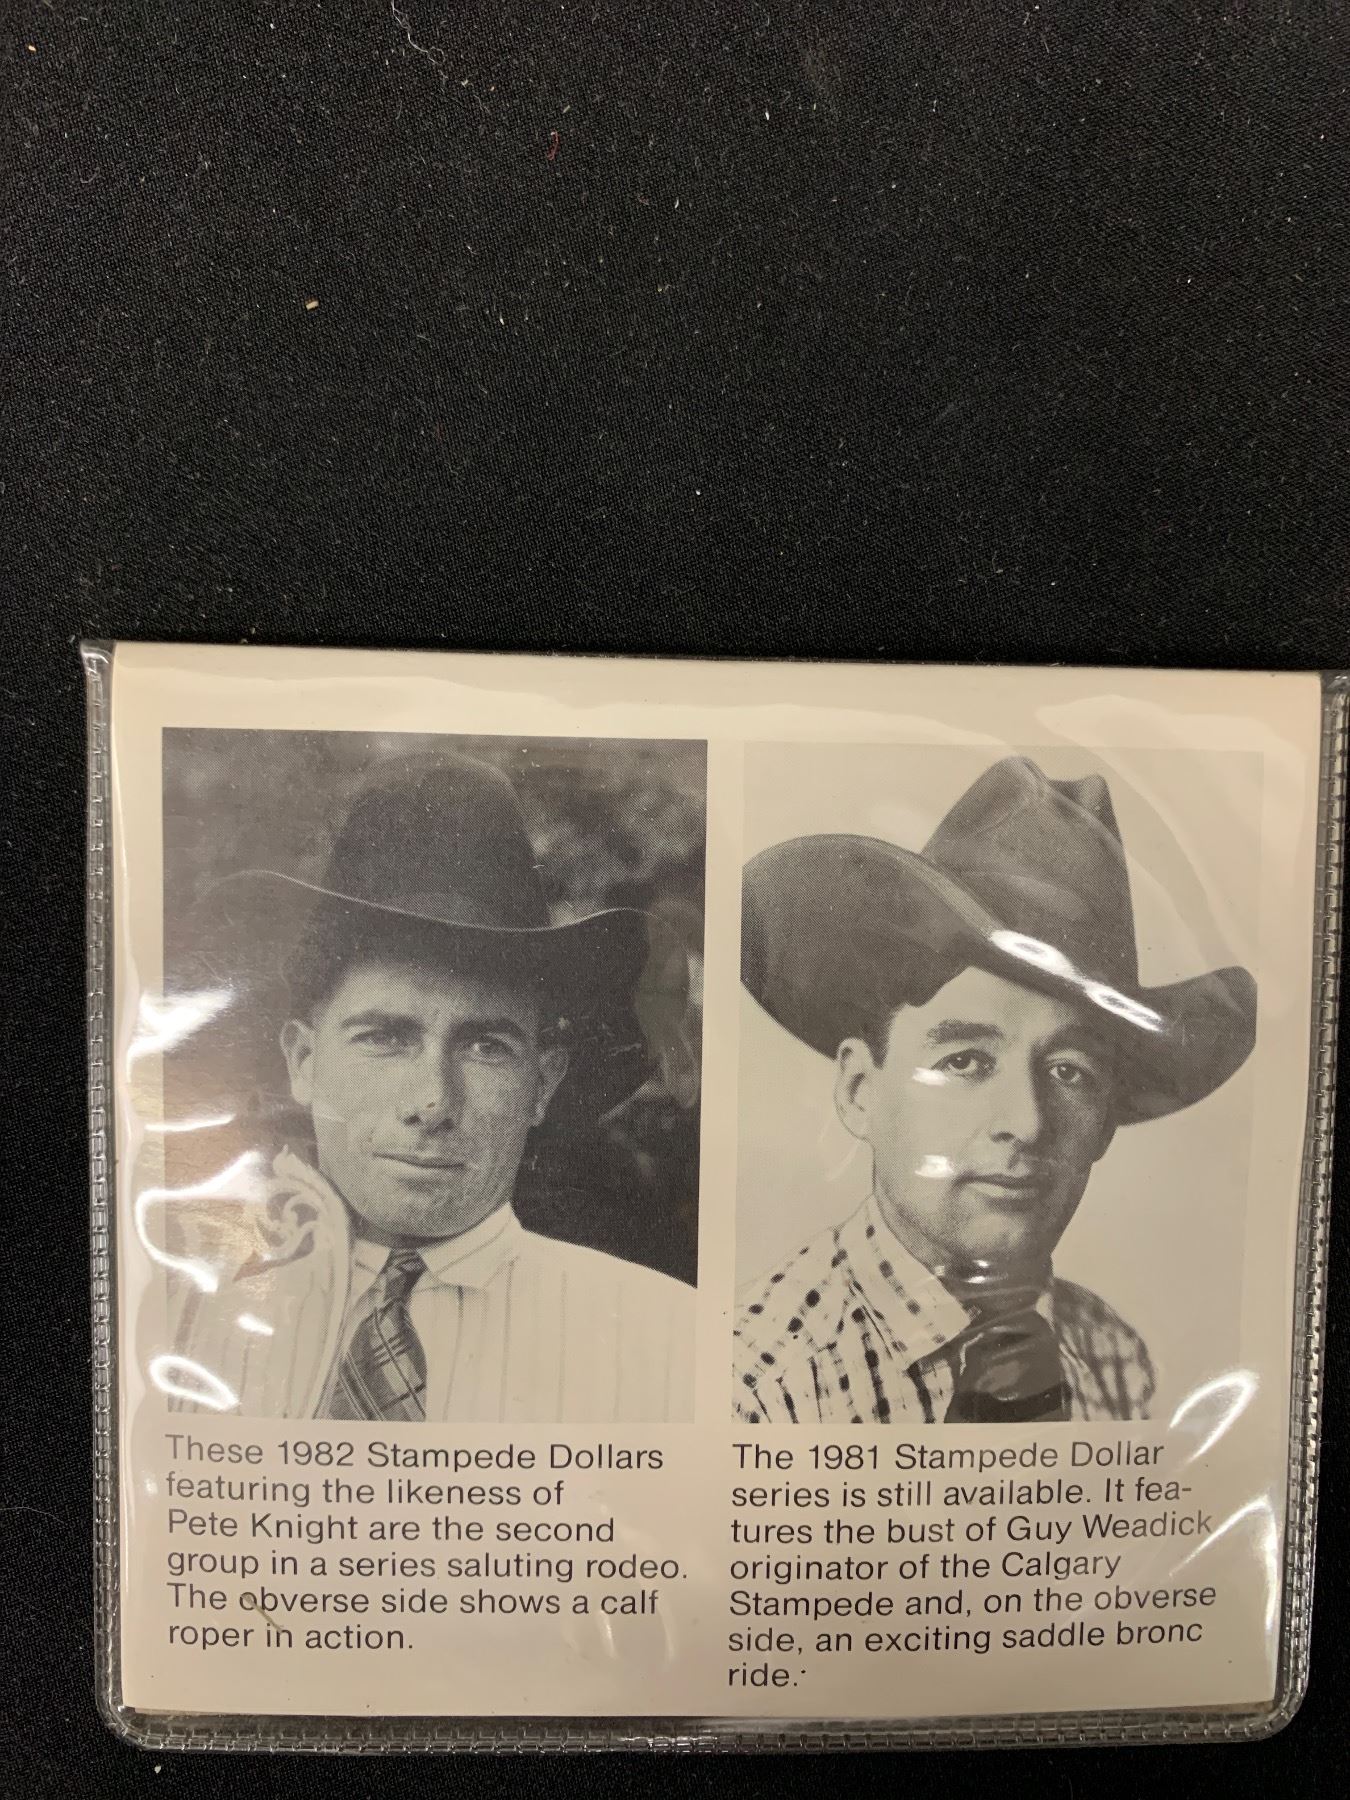 These 1982 Stampede Dollars
featuring the likeness of
Pete Knight are the second
group in a series saluting rodeo.
The obverse side shows a calf
roper in action.
The 1981 Stampede Dollar
series is still available. It fea-
tures the bust of Guy Weadick
originator of the Calgary
Stampede and, on the obverse
side, an exciting saddle bronc
ride.